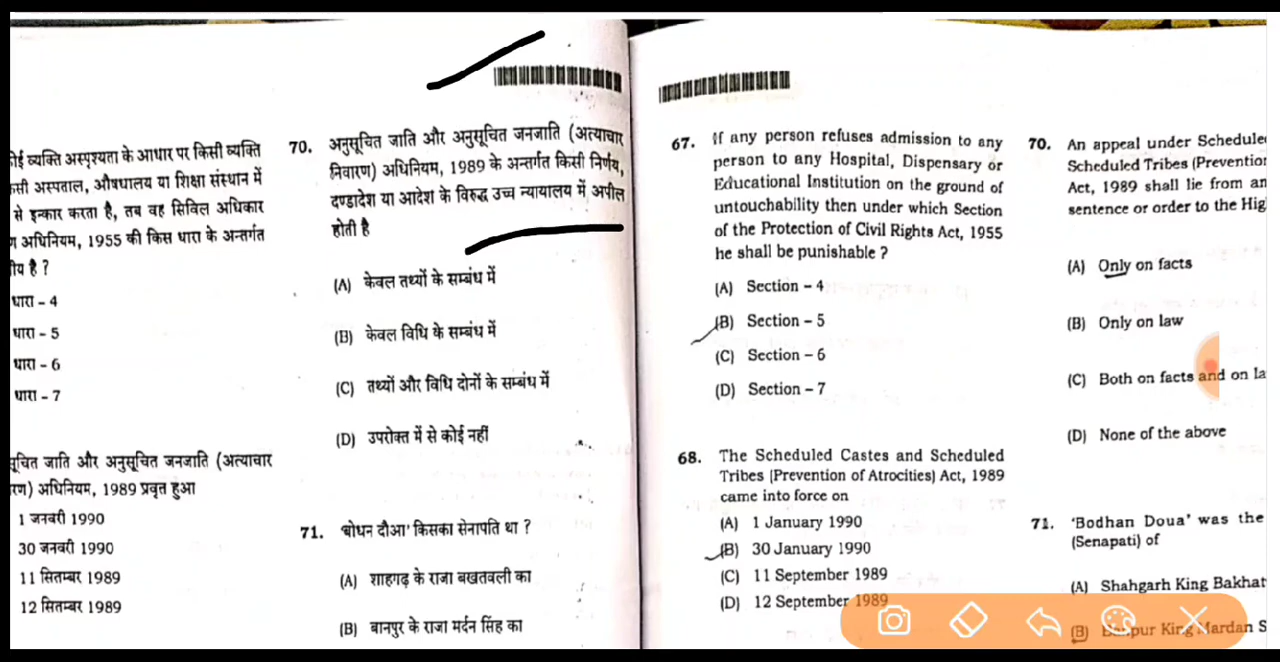 व्यक्ति अस्पृश्यता के आधार पर किसी व्यक्ति
अस्पताल, औषधालय या शिक्षा संस्थान में
से इन्कार करता है, तब वह सिविल अधिकार
अधिनियम, 1955 की किस धारा के अन्तर्गत
है ?
धारा – 4
धारा – 5
धारा – 6
धारा – 7
जाति और अनुसूचित जनजाति (अत्याचार
अधिनियम, 1989 प्रवृत हुआ
1 जनवरी 1990
30 जनवरी 1990
11 सितम्बर 1989
12 सितम्बर 1989
70. अनुसूचित जाति और अनुसूचित जनजाति (अत्याचार
निवारण) अधिनियम, 1989 के अन्तर्गत किसी निर्णय,
दण्डादेश या आदेश के विरुद्ध उच्च न्यायालय में अपील
होती है
(A) केवल तथ्यों के सम्बंध में
(B) केवल विधि के सम्बंध में
(C) तथ्यों और विधि दोनों के सम्बंध में
(D) उपरोक्त में से कोई नहीं
71. 'बोधन दौआ' किसका सेनापति था ?
(A) शाहगढ़ के राजा बखतवली का
(B) बानपुर के राजा मर्दन सिंह का
67. If any person refuses admission to any
person to any Hospital, Dispensary or
Educational Institution on the ground of
untouchability then under which Section
of the Protection of Civil Rights Act, 1955
he shall be punishable ?
(A) Section – 4
(B) Section – 5
(C) Section – 6
(D) Section – 7
68. The Scheduled Castes and Scheduled
Tribes (Prevention of Atrocities) Act, 1989
came into force on
(A) 1 January 1990
(B) 30 January 1990
(C) 11 September 1989
(D) 12 September 1989
70. An appeal under Schedule
Scheduled Tribes (Prevention
Act, 1989 shall lie from an
sentence or order to the Hig
(A) Only on facts
(B) Only on law
(C) Both on facts and on la
(D) None of the above
71. 'Bodhan Doua' was the
(Senapati) of
(A) Shahgarh King Bakhat
(B) Banpur King Mardan S